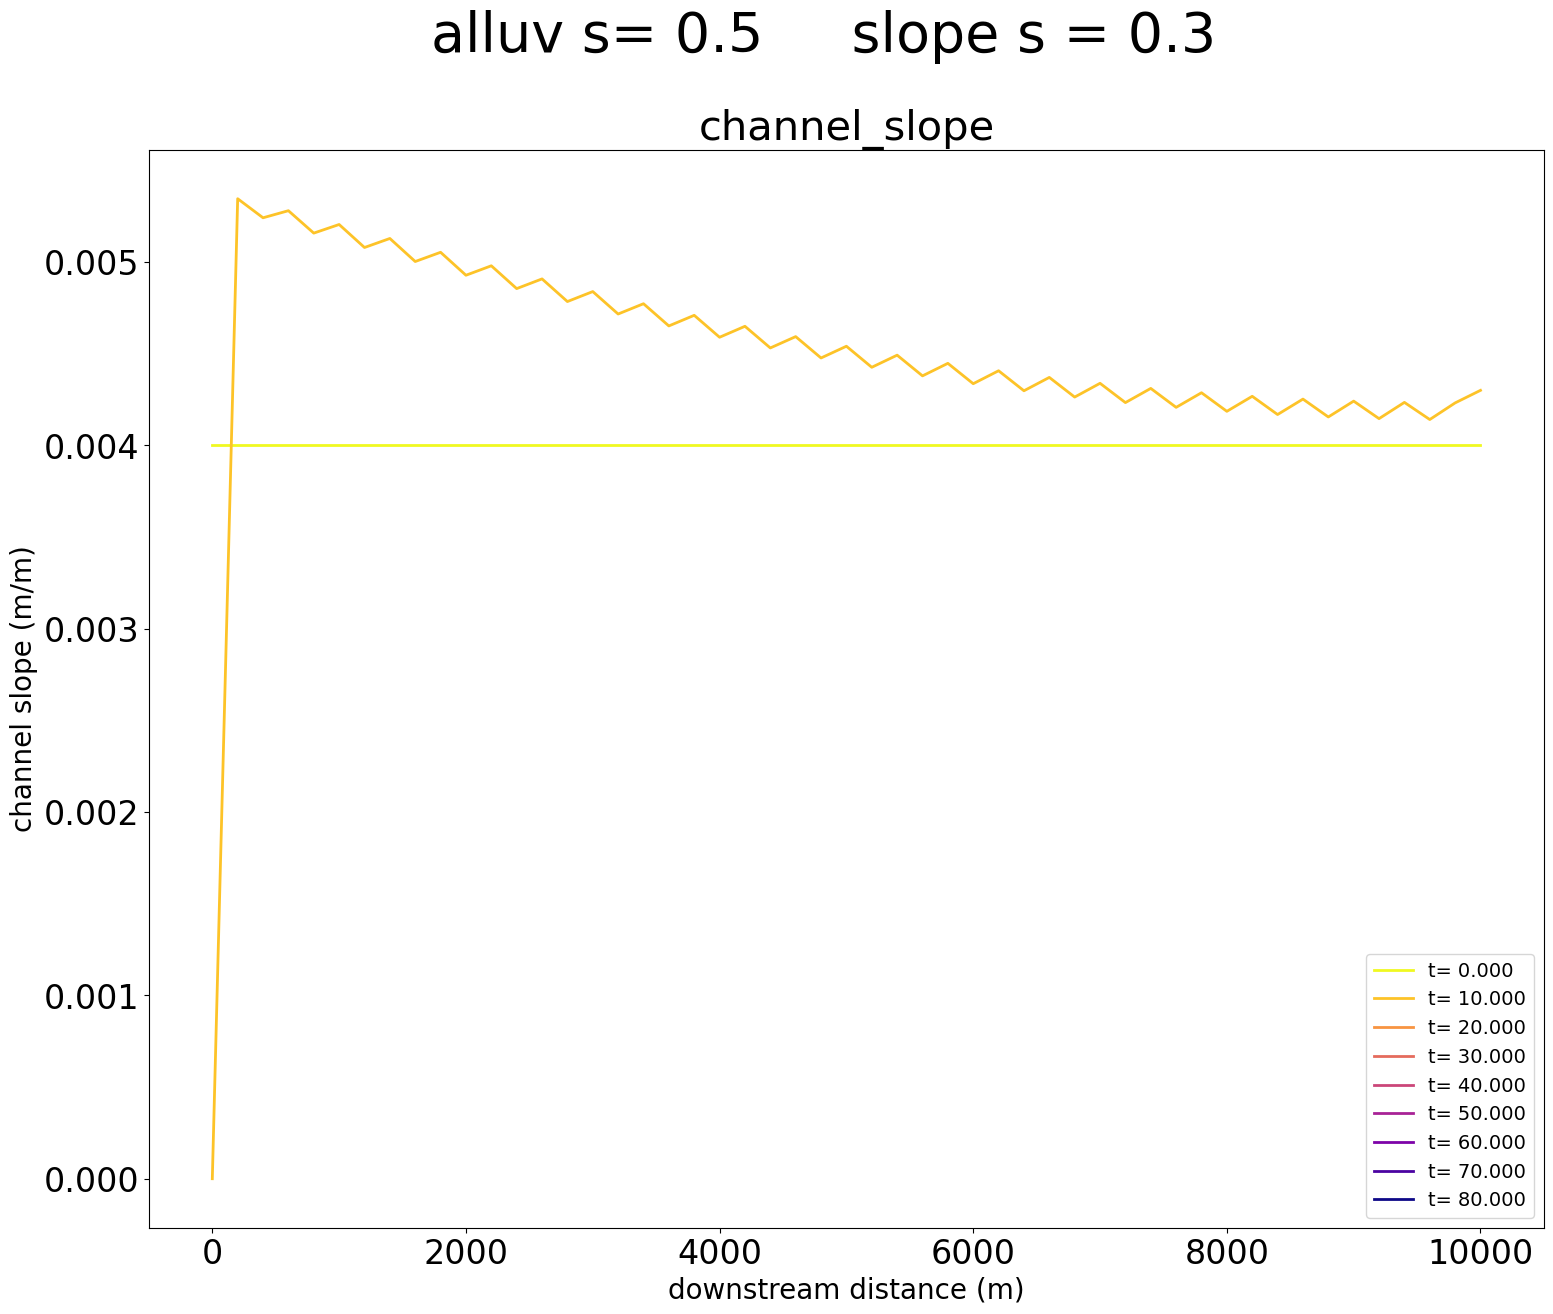 alluv s= 0.5     slope s = 0.3
channel_slope
channel slope (m/m)
0.005
0.004
0.003
0.002
0.001
0.000
t= 0.000
t= 10.000
t= 20.000
t= 30.000
t= 40.000
t= 50.000
t= 60.000
t= 70.000
t= 80.000
0 2000 4000 6000 8000 10000
downstream distance (m)